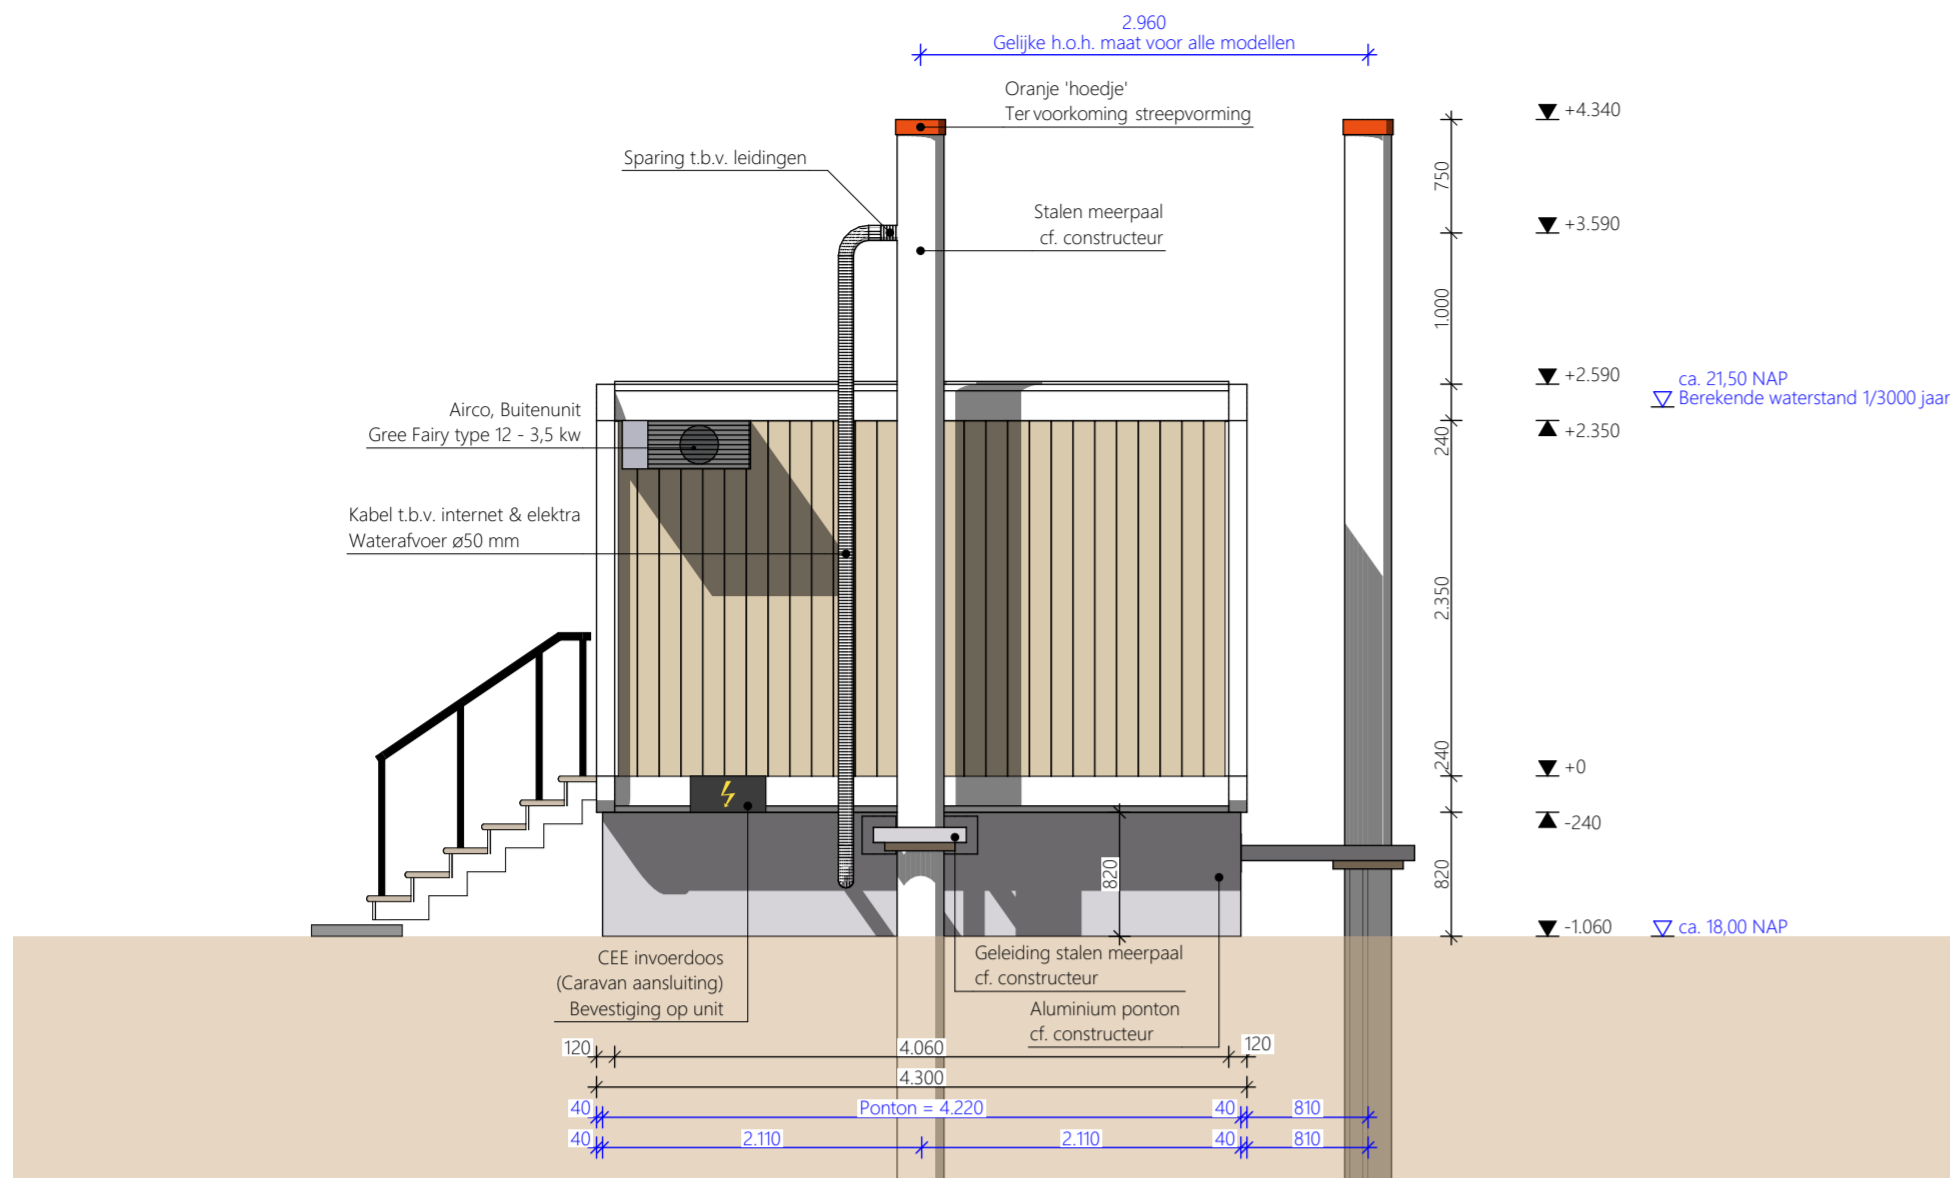 2.960
Gelijke h.o.h. maat voor alle modellen
Oranje 'hoedje'
Ter voorkoming streepvorming
+4.340
Sparing t.b.v. leidingen
750
Stalen meerpaal
cf. constructeur
+3.590
1.000
+2.590
ca. 21,50 NAP
Berekende waterstand 1/3000 jaar
Airco, Buitenunit
Gree Fairy type 12 - 3,5 kw
240
+2.350
Kabel t.b.v. internet & elektra
Waterafvoer ø50 mm
2.350
240
+0
-240
820
820
-1.060
ca. 18,00 NAP
CEE invoerdoos
(Caravan aansluiting)
Bevestiging op unit
Geleiding stalen meerpaal
cf. constructeur
Aluminium ponton
cf. constructeur
120
4.060
120
4.300
40
Ponton = 4.220
40
810
40
2.110
2.110
40
810